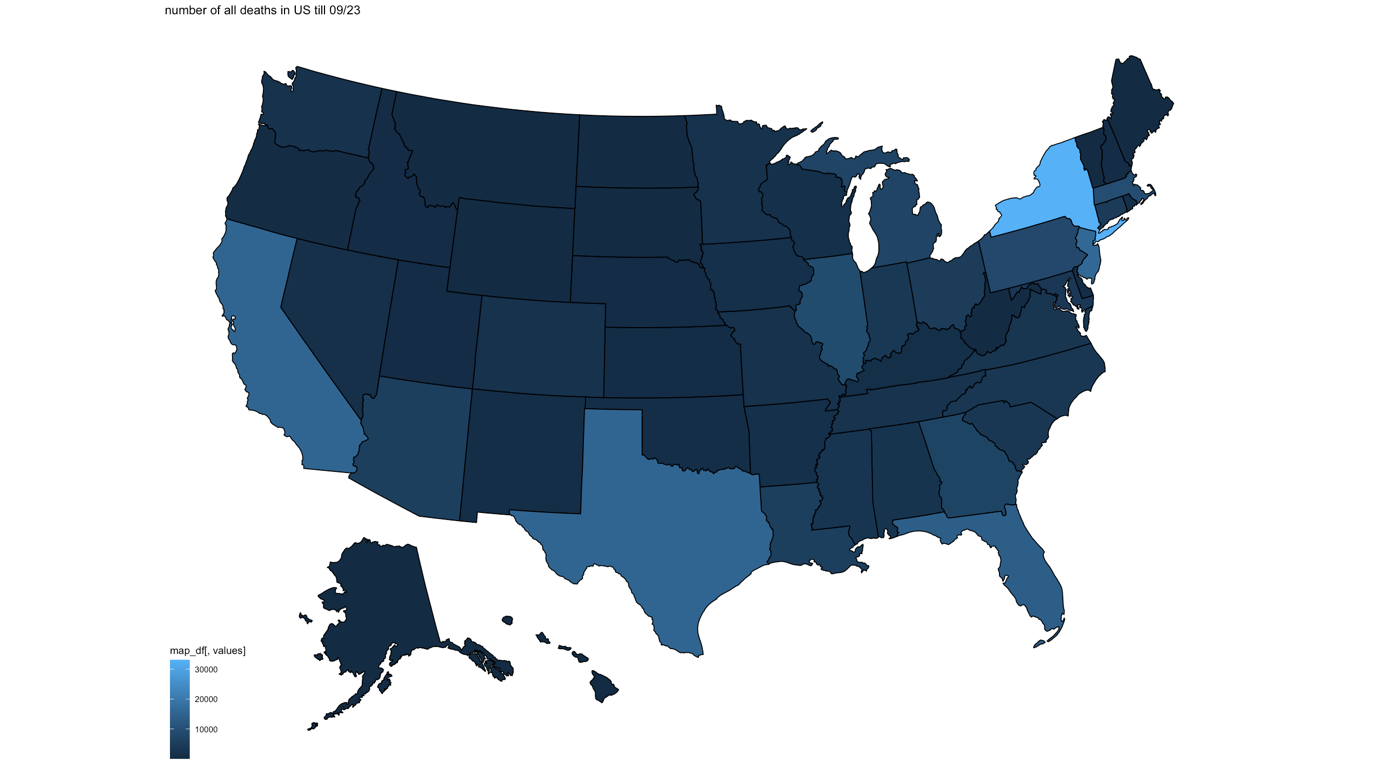 number of all deaths in US till 09/23
map_df[, values]
30000
20000
10000